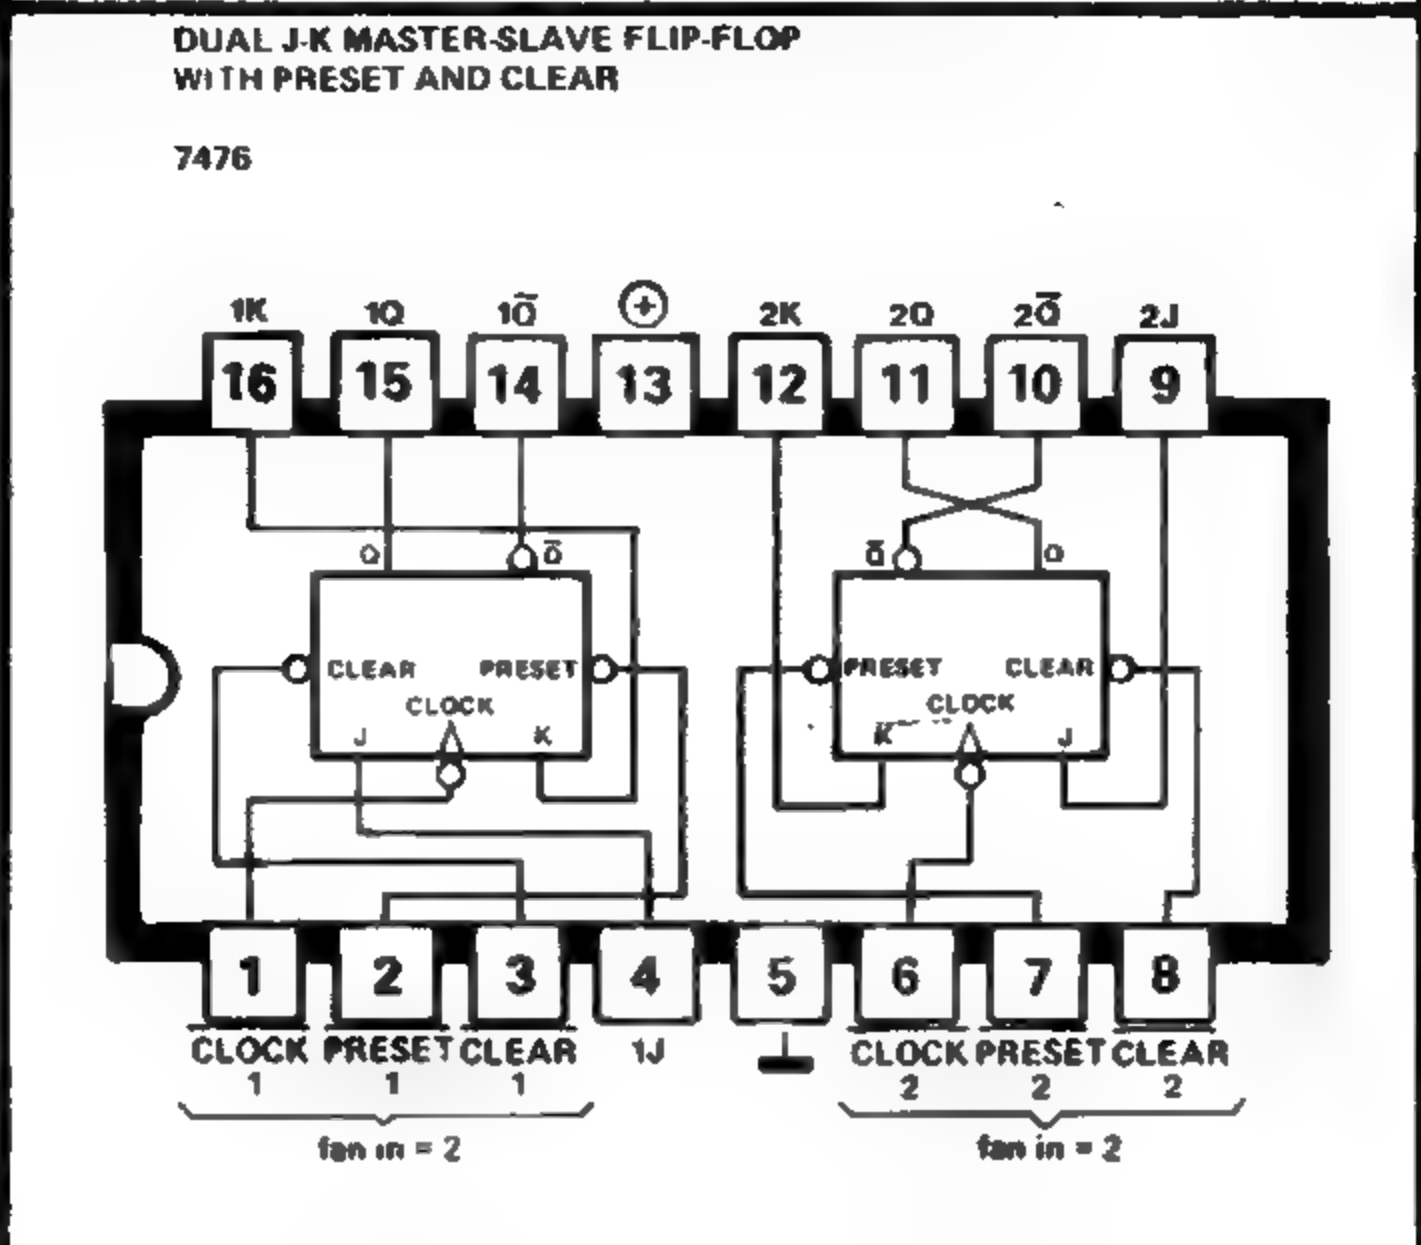 DUAL J-K MASTER-SLAVE FLIP-FLOP
WITH PRESET AND CLEAR
7476
1K 1Q 1Q̅ + 2K 2Q 2Q̅ 2J
16 15 14 13 12 11 10 9
Q Q̅ Q̅ Q
CLEAR PRESET PRESET CLEAR
CLOCK CLOCK
J K K J
1 2 3 4 5 6 7 8
CLOCK PRESET CLEAR 1J CLOCK PRESET CLEAR
1 1 1 2 2 2
fan in = 2 fan in = 2